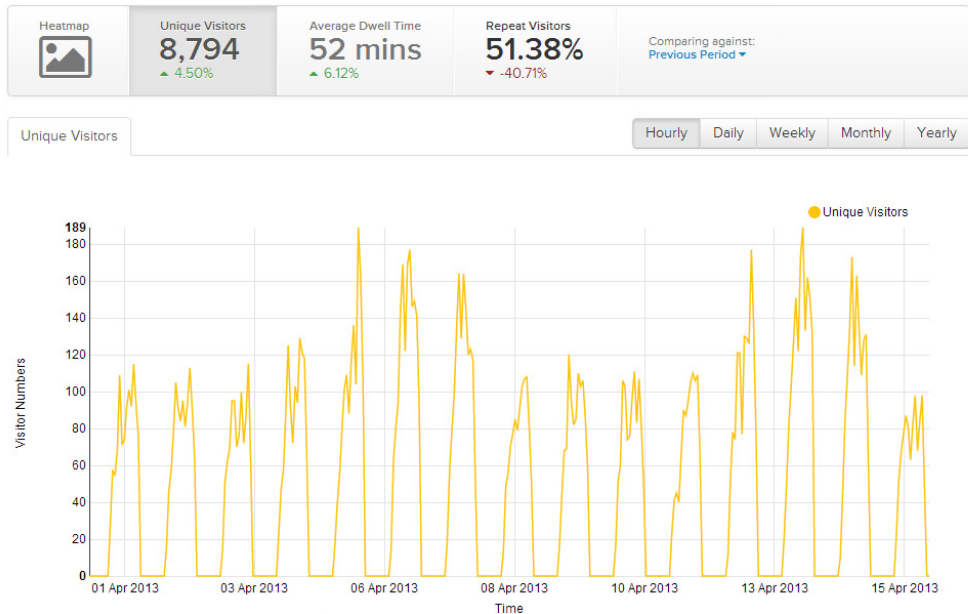 Heatmap
Unique Visitors
8,794
4.50%
Average Dwell Time
52 mins
6.12%
Repeat Visitors
51.38%
-40.71%
Comparing against:
Previous Period
Unique Visitors
Hourly Daily Weekly Monthly Yearly
Unique Visitors
189
180
160
140
120
100
80
60
40
20
0
Visitor Numbers
01 Apr 2013 03 Apr 2013 06 Apr 2013 08 Apr 2013 10 Apr 2013 13 Apr 2013 15 Apr 2013
Time